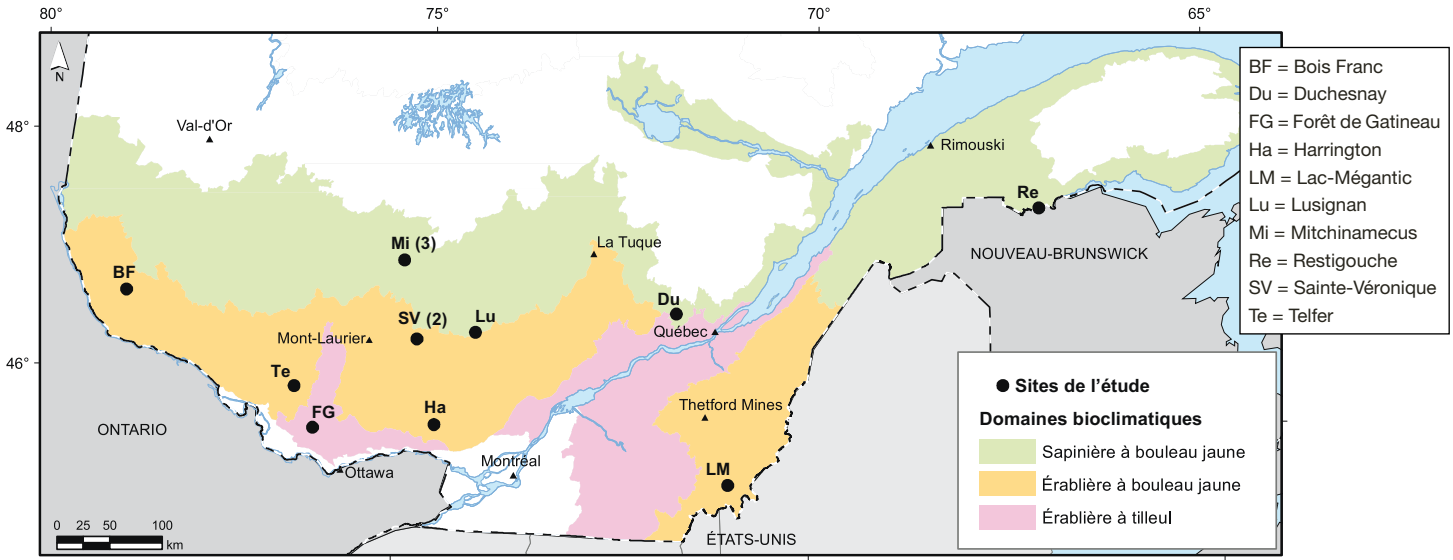 80°
75°
70°
65°
N
48°
46°
Val-d'Or
Rimouski
Re
Mi (3)
La Tuque
NOUVEAU-BRUNSWICK
BF
Du
SV (2)
Lu
Québec
Mont-Laurier
Te
FG
Ha
Thetford Mines
ONTARIO
Ottawa
Montréal
LM
ÉTATS-UNIS
0 25 50 100
km
BF = Bois Franc
Du = Duchesnay
FG = Forêt de Gatineau
Ha = Harrington
LM = Lac-Mégantic
Lu = Lusignan
Mi = Mitchinamecus
Re = Restigouche
SV = Sainte-Véronique
Te = Telfer
Sites de l'étude
Domaines bioclimatiques
Sapinière à bouleau jaune
Érablière à bouleau jaune
Érablière à tilleul